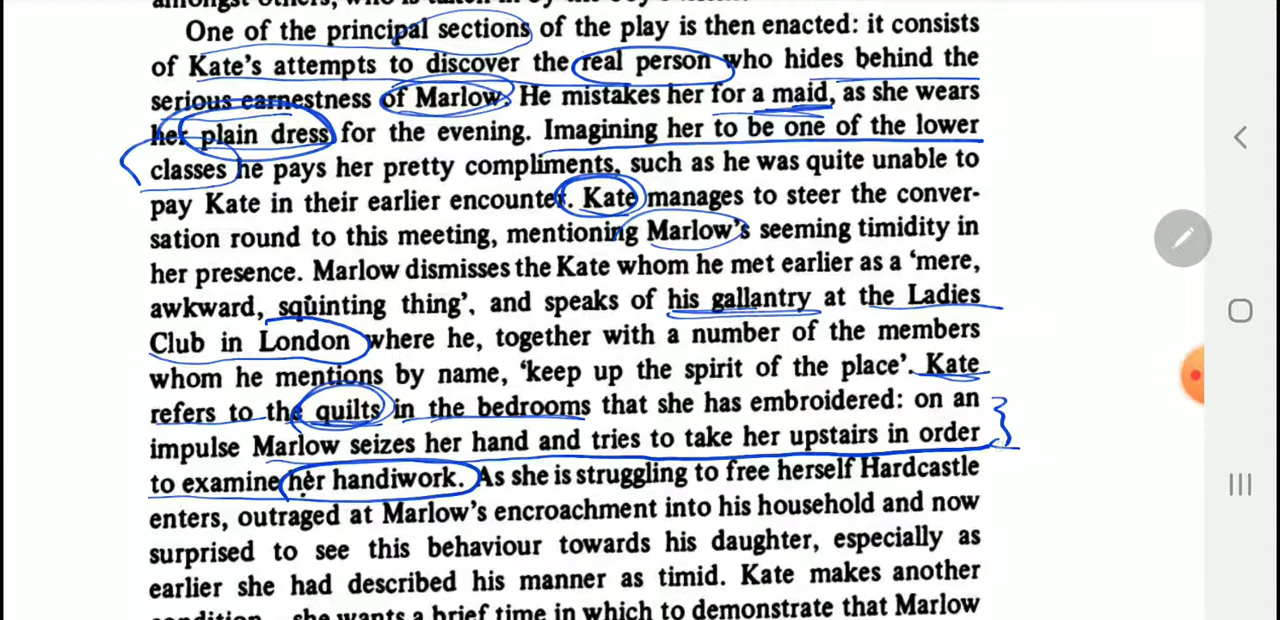 One of the principal sections of the play is then enacted: it consists
of Kate's attempts to discover the real person who hides behind the
serious earnestness of Marlow. He mistakes her for a maid, as she wears
her plain dress for the evening. Imagining her to be one of the lower
classes he pays her pretty compliments, such as he was quite unable to
pay Kate in their earlier encounter. Kate manages to steer the conver-
sation round to this meeting, mentioning Marlow's seeming timidity in
her presence. Marlow dismisses the Kate whom he met earlier as a 'mere,
awkward, squinting thing', and speaks of his gallantry at the Ladies
Club in London where he, together with a number of the members
whom he mentions by name, 'keep up the spirit of the place'. Kate
refers to the quilts in the bedrooms that she has embroidered: on an
impulse Marlow seizes her hand and tries to take her upstairs in order
to examine her handiwork. As she is struggling to free herself Hardcastle
enters, outraged at Marlow's encroachment into his household and now
surprised to see this behaviour towards his daughter, especially as
earlier she had described his manner as timid. Kate makes another
she wants a brief time in which to demonstrate that Marlow